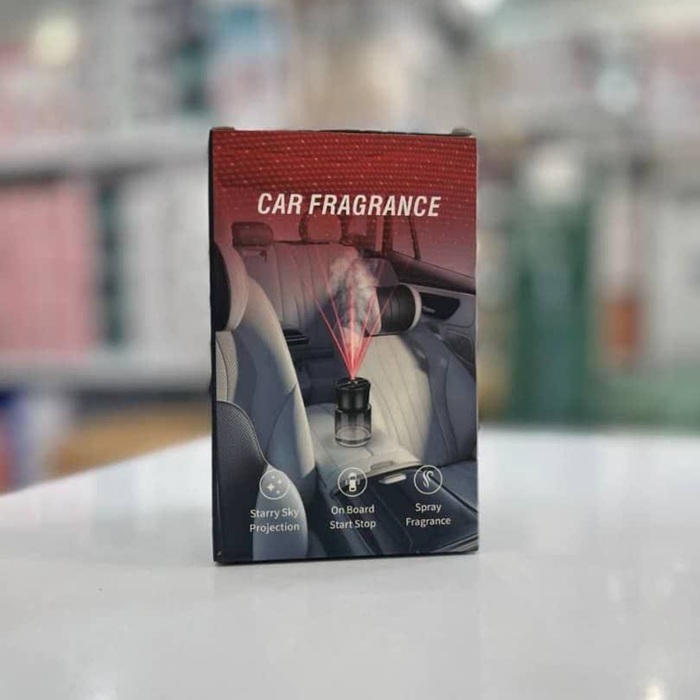 CAR FRAGRANCE
Starry Sky
Projection
On Board
Start Stop
Spray
Fragrance